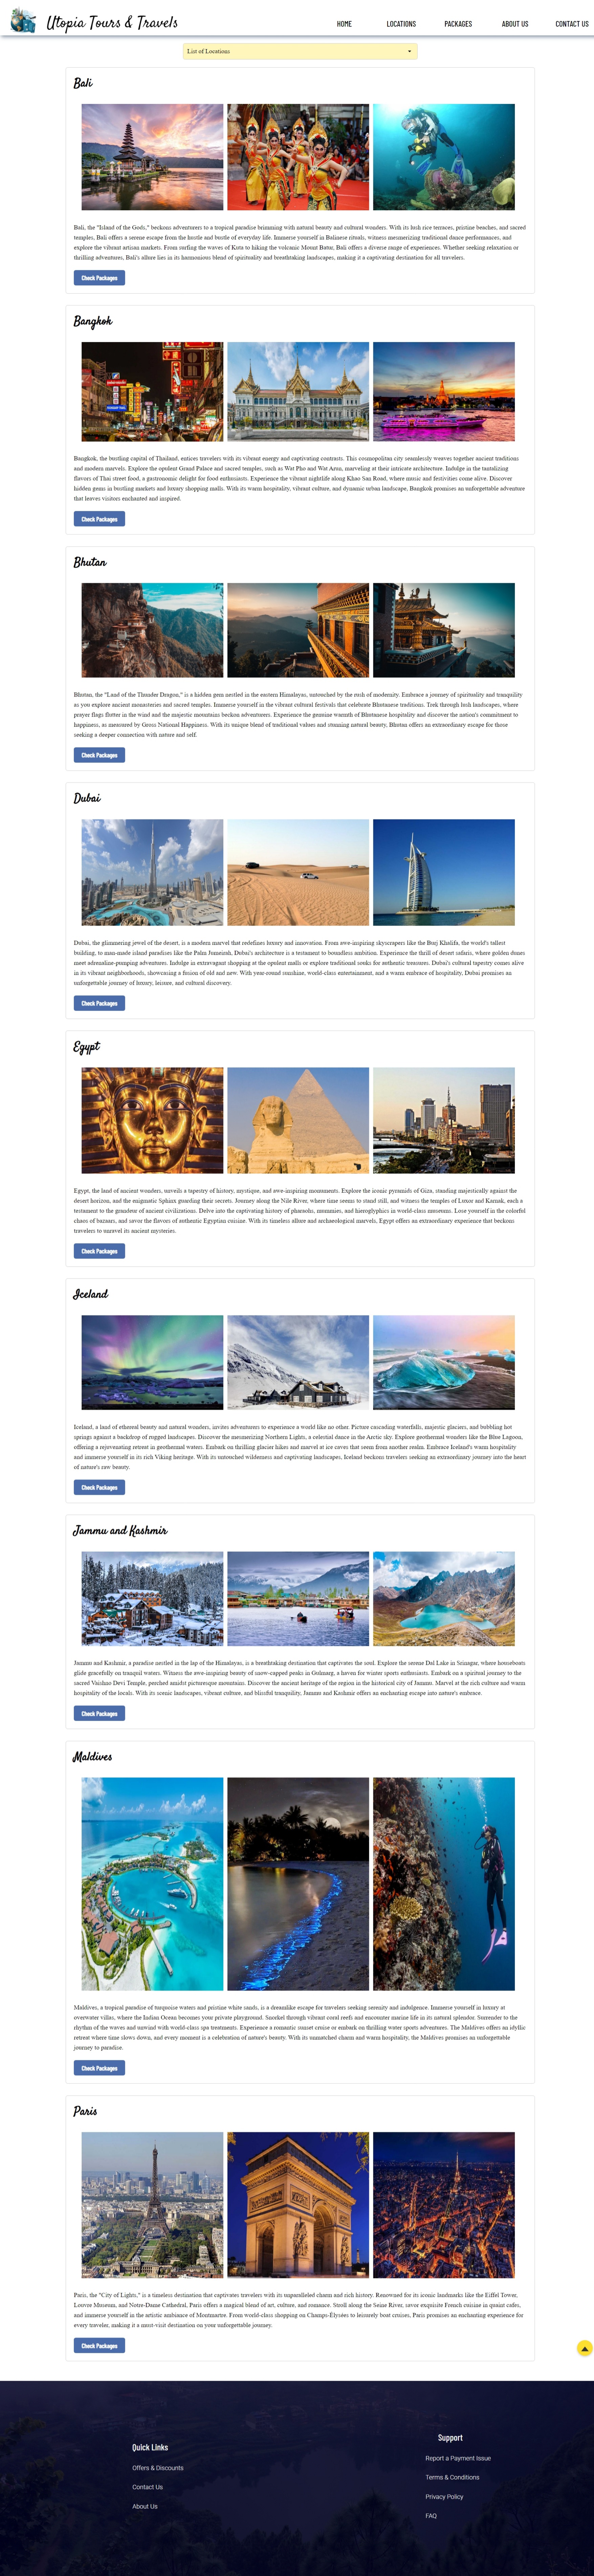 Utopia Tours & Travels
HOME LOCATIONS PACKAGES ABOUT US CONTACT US
List of Locations
Bali
Bali, the "Island of the Gods," beckons adventurers to a tropical paradise brimming with natural beauty and cultural wonders. With its lush rice terraces, pristine beaches, and sacred
temples, Bali offers a serene escape from the hustle and bustle of everyday life. Immerse yourself in Balinese rituals, witness mesmerizing traditional dance performances, and
explore the vibrant artisan markets. From surfing the waves of Kuta to hiking the volcanic Mount Batur, Bali offers a diverse range of experiences. Whether seeking relaxation or
thrilling adventures, Bali's allure lies in its harmonious blend of spirituality and breathtaking landscapes, making it a captivating destination for all travelers.
Check Packages
Bangkok
Bangkok, the bustling capital of Thailand, entices travelers with its vibrant energy and captivating contrasts. This cosmopolitan city seamlessly weaves together ancient traditions
and modern marvels. Explore the opulent Grand Palace and sacred temples, such as Wat Pho and Wat Arun, marveling at their intricate architecture. Indulge in the tantalizing
flavors of Thai street food, a gastronomic delight for food enthusiasts. Experience the vibrant nightlife along Khao San Road, where music and festivities come alive. Discover
hidden gems in bustling markets and luxury shopping malls. With its warm hospitality, vibrant culture, and dynamic urban landscape, Bangkok promises an unforgettable adventure
that leaves visitors enchanted and inspired.
Check Packages
Bhutan
Bhutan, the "Land of the Thunder Dragon," is a hidden gem nestled in the eastern Himalayas, untouched by the rush of modernity. Embrace a journey of spirituality and tranquility
as you explore ancient monasteries and sacred temples. Immerse yourself in the vibrant cultural festivals that celebrate Bhutanese traditions. Trek through lush landscapes, where
prayer flags flutter in the wind and the majestic mountains beckon adventurers. Experience the genuine warmth of Bhutanese hospitality and discover the nation's commitment to
happiness, as measured by Gross National Happiness. With its unique blend of traditional values and stunning natural beauty, Bhutan offers an extraordinary escape for those
seeking a deeper connection with nature and self.
Check Packages
Dubai
Dubai, the glimmering jewel of the desert, is a modern marvel that redefines luxury and innovation. From awe-inspiring skyscrapers like the Burj Khalifa, the world's tallest
building, to man-made island paradises like the Palm Jumeirah, Dubai's architecture is a testament to boundless ambition. Experience the thrill of desert safaris, where golden dunes
meet adrenaline-pumping adventures. Indulge in extravagant shopping at the opulent malls or explore traditional souks for authentic treasures. Dubai's cultural tapestry comes alive
in its vibrant neighborhoods, showcasing a fusion of old and new. With year-round sunshine, world-class entertainment, and a warm embrace of hospitality, Dubai promises an
unforgettable journey of luxury, leisure, and cultural discovery.
Check Packages
Egypt
Egypt, the land of ancient wonders, unveils a tapestry of history, mystique, and awe-inspiring monuments. Explore the iconic pyramids of Giza, standing majestically against the
desert horizon, and the enigmatic Sphinx guarding their secrets. Journey along the Nile River, where time seems to stand still, and witness the temples of Luxor and Karnak, each a
testament to the grandeur of ancient civilizations. Delve into the captivating history of pharaohs, mummies, and hieroglyphics in world-class museums. Lose yourself in the colorful
chaos of bazaars, and savor the flavors of authentic Egyptian cuisine. With its timeless allure and archaeological marvels, Egypt offers an extraordinary experience that beckons
travelers to unravel its ancient mysteries.
Check Packages
Iceland
Iceland, a land of ethereal beauty and natural wonders, invites adventurers to experience a world like no other. Picture cascading waterfalls, majestic glaciers, and bubbling hot
springs against a backdrop of rugged landscapes. Discover the mesmerizing Northern Lights, a celestial dance in the Arctic sky. Explore geothermal wonders like the Blue Lagoon,
offering a rejuvenating retreat in geothermal waters. Embark on thrilling glacier hikes and marvel at ice caves that seem from another realm. Embrace Iceland's warm hospitality
and immerse yourself in its rich Viking heritage. With its untouched wilderness and captivating landscapes, Iceland beckons travelers seeking an extraordinary journey into the heart
of nature's raw beauty.
Check Packages
Jammu and Kashmir
Jammu and Kashmir, a paradise nestled in the lap of the Himalayas, is a breathtaking destination that captivates the soul. Explore the serene Dal Lake in Srinagar, where houseboats
glide gracefully on tranquil waters. Witness the awe-inspiring beauty of snow-capped peaks in Gulmarg, a haven for winter sports enthusiasts. Embark on a spiritual journey to the
sacred Vaishno Devi Temple, perched amidst picturesque mountains. Discover the ancient heritage of the region in the historical city of Jammu. Marvel at the rich culture and warm
hospitality of the locals. With its scenic landscapes, vibrant culture, and blissful tranquility, Jammu and Kashmir offers an enchanting escape into nature's embrace.
Check Packages
Maldives
Maldives, a tropical paradise of turquoise waters and pristine white sands, is a dreamlike escape for travelers seeking serenity and indulgence. Immerse yourself in luxury at
overwater villas, where the Indian Ocean becomes your private playground. Snorkel through vibrant coral reefs and encounter marine life in its natural splendor. Surrender to the
rhythm of the waves and unwind with world-class spa treatments. Experience a romantic sunset cruise or embark on thrilling water sports adventures. The Maldives offers an idyllic
retreat where time slows down, and every moment is a celebration of nature's beauty. With its unmatched charm and warm hospitality, the Maldives promises an unforgettable
journey to paradise.
Check Packages
Paris
Paris, the "City of Lights," is a timeless destination that captivates travelers with its unparalleled charm and rich history. Renowned for its iconic landmarks like the Eiffel Tower,
Louvre Museum, and Notre-Dame Cathedral, Paris offers a magical blend of art, culture, and romance. Stroll along the Seine River, savor exquisite French cuisine in quaint cafes,
and immerse yourself in the artistic ambiance of Montmartre. From world-class shopping on Champs-Élysées to leisurely boat cruises, Paris promises an enchanting experience for
every traveler, making it a must-visit destination on your unforgettable journey.
Check Packages
Quick Links
Offers & Discounts
Contact Us
About Us
Support
Report a Payment Issue
Terms & Conditions
Privacy Policy
FAQ